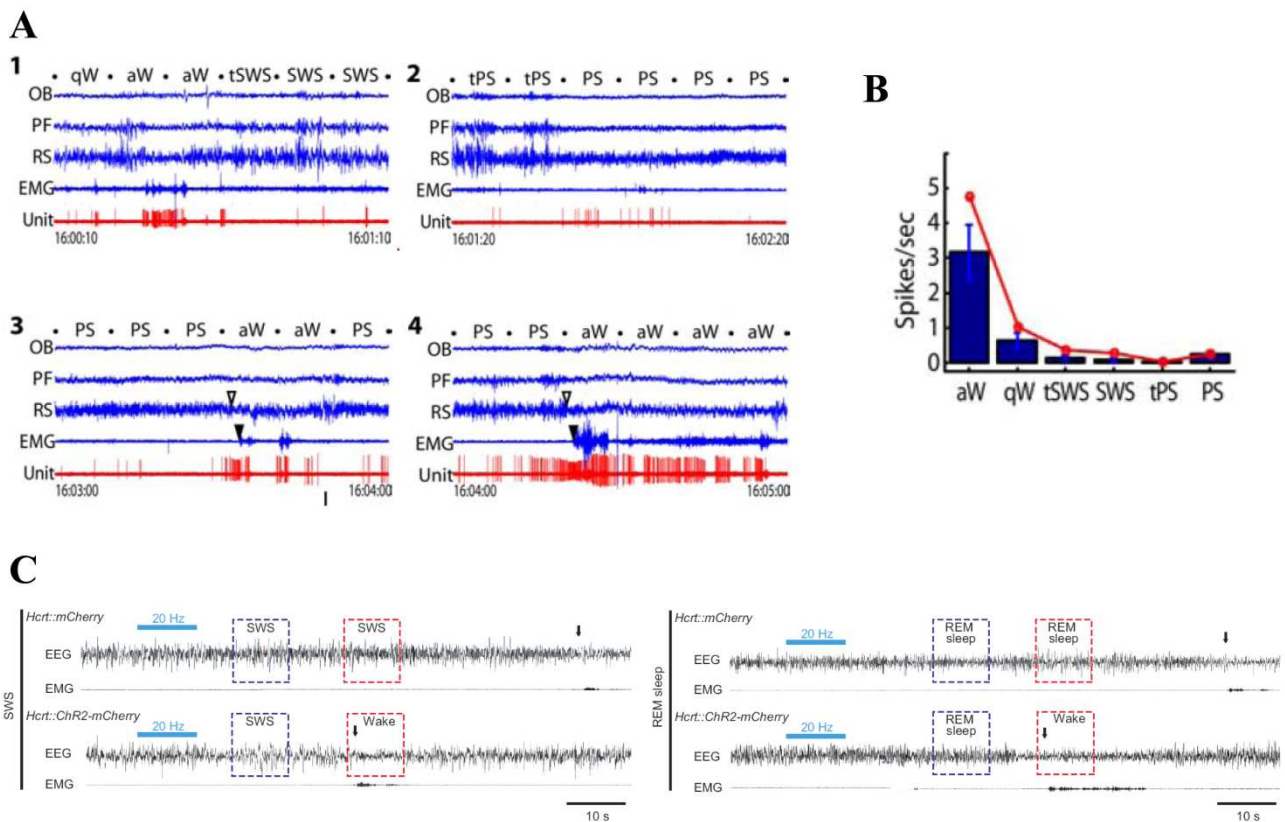 A
1
• qW • aW • aW • tSWS • SWS • SWS •
OB
PF
RS
EMG
Unit
16:00:10 16:01:10
2
• tPS • tPS • PS • PS • PS • PS •
OB
PF
RS
EMG
Unit
16:01:20 16:02:20
3
• PS • PS • PS • aW • aW • PS •
OB
PF
RS
EMG
Unit
16:03:00 16:04:00
4
• PS • PS • aW • aW • aW • aW •
OB
PF
RS
EMG
Unit
16:04:00 16:05:00
B
Spikes/sec
5
4
3
2
1
0
aW qW tSWS SWS tPS PS
C
SWS
Hcrt::mCherry
20 Hz
SWS
SWS
EEG
EMG
Hcrt::ChR2-mCherry
20 Hz
SWS
Wake
EEG
EMG
10 s
REM sleep
Hcrt::mCherry
20 Hz
REM
sleep
REM
sleep
EEG
EMG
Hcrt::ChR2-mCherry
20 Hz
REM
sleep
Wake
EEG
EMG
10 s